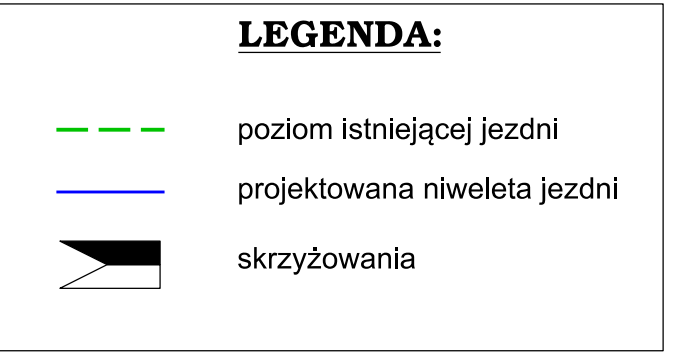 LEGENDA:
poziom istniejącej jezdni
projektowana niweleta jezdni
skrzyżowania